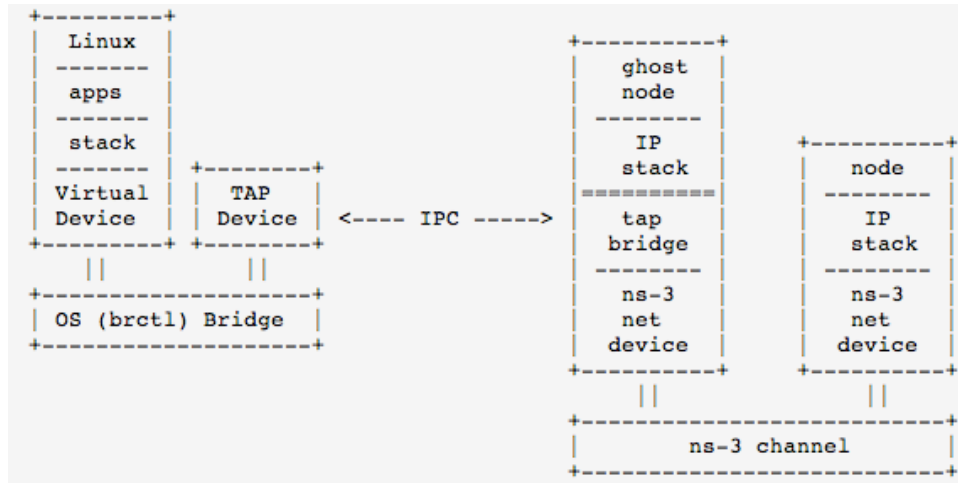 Linux
apps
stack
Virtual
Device
TAP
Device
<---- IPC ----->
OS (brctl) Bridge
ghost
node
IP
stack
tap
bridge
ns-3
net
device
node
IP
stack
ns-3
net
device
ns-3 channel